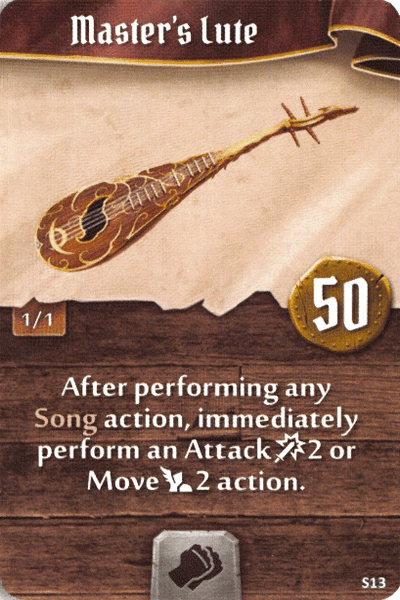 Master's Lute
50
1/1
After performing any
Song action, immediately
perform an Attack 2 or
Move 2 action.
S13